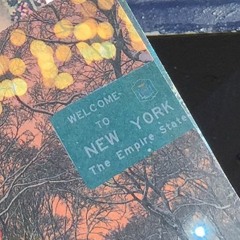 WELCOME
TO
NEW YORK
The Empire State